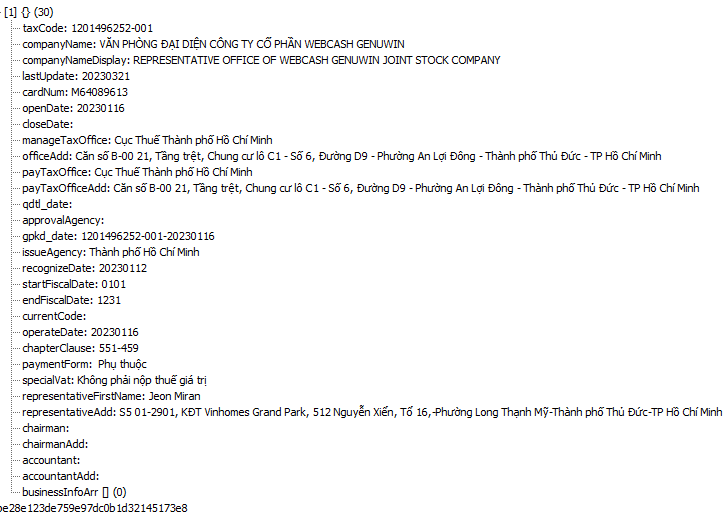 [1] {} (30)
taxCode: 1201496252-001
companyName: VĂN PHÒNG ĐẠI DIỆN CÔNG TY CỔ PHẦN WEBCASH GENUWIN
companyNameDisplay: REPRESENTATIVE OFFICE OF WEBCASH GENUWIN JOINT STOCK COMPANY
lastUpdate: 20230321
cardNum: M64089613
openDate: 20230116
closeDate:
manageTaxOffice: Cục Thuế Thành phố Hồ Chí Minh
officeAdd: Căn số B-00 21, Tầng trệt, Chung cư lô C1 - Số 6, Đường D9 - Phường An Lợi Đông - Thành phố Thủ Đức - TP Hồ Chí Minh
payTaxOffice: Cục Thuế Thành phố Hồ Chí Minh
payTaxOfficeAdd: Căn số B-00 21, Tầng trệt, Chung cư lô C1 - Số 6, Đường D9 - Phường An Lợi Đông - Thành phố Thủ Đức - TP Hồ Chí Minh
qdtl_date:
approvalAgency:
gpkd_date: 1201496252-001-20230116
issueAgency: Thành phố Hồ Chí Minh
recognizeDate: 20230112
startFiscalDate: 0101
endFiscalDate: 1231
currentCode:
operateDate: 20230116
chapterClause: 551-459
paymentForm: Phụ thuộc
specialVat: Không phải nộp thuế giá trị
representativeFirstName: Jeon Miran
representativeAdd: S5 01-2901, KĐT Vinhomes Grand Park, 512 Nguyễn Xiển, Tổ 16,-Phường Long Thạnh Mỹ-Thành phố Thủ Đức-TP Hồ Chí Minh
chairman:
chairmanAdd:
accountant:
accountantAdd:
businessInfoArr [] (0)
be28e123de759e97dc0b1d32145173e8